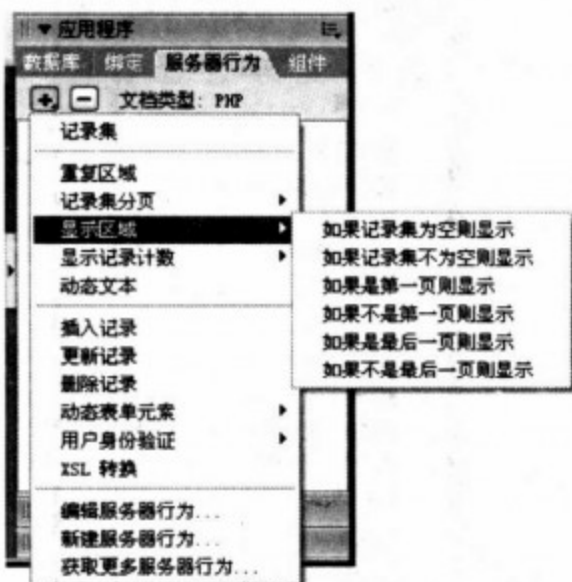 应用程序
数据库 绑定 服务器行为 组件
文档类型: PHP
记录集
重复区域
记录集分页
显示区域
显示记录计数
动态文本
插入记录
更新记录
删除记录
动态表单元素
用户身份验证
XSL 转换
编辑服务器行为...
新建服务器行为...
获取更多服务器行为...
如果记录集为空则显示
如果记录集不为空则显示
如果是第一页则显示
如果不是第一页则显示
如果是最后一页则显示
如果不是最后一页则显示